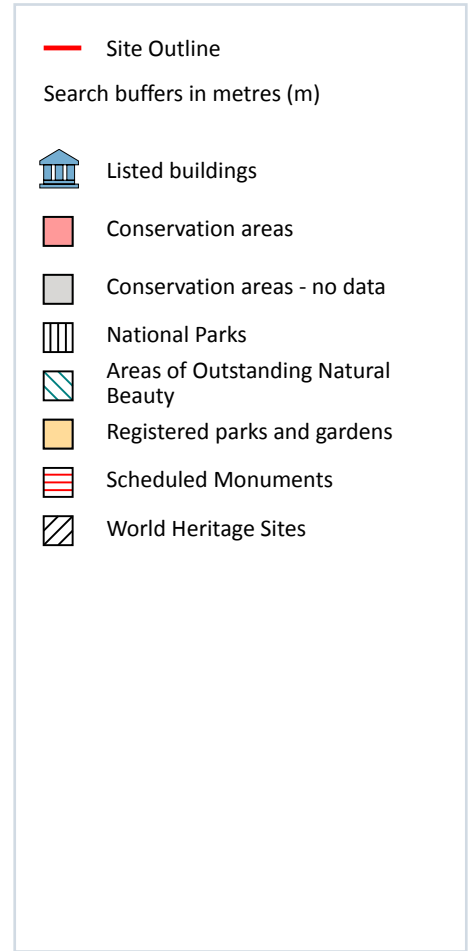 Site Outline
Search buffers in metres (m)
Listed buildings
Conservation areas
Conservation areas - no data
National Parks
Areas of Outstanding Natural
Beauty
Registered parks and gardens
Scheduled Monuments
World Heritage Sites